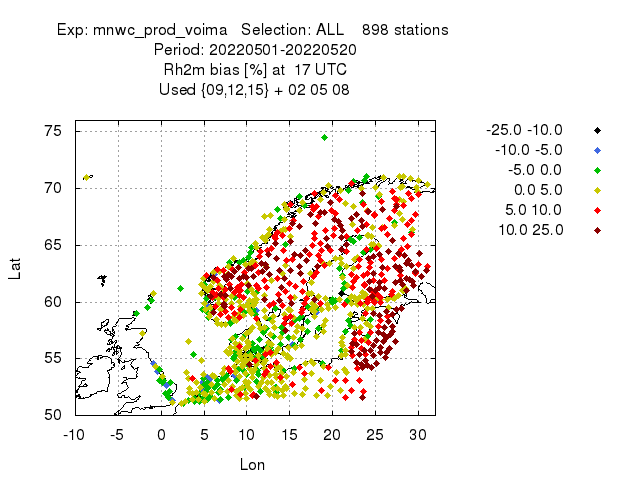 Exp: mnwc_prod_voima Selection: ALL 898 stations
Period: 20220501-20220520
Rh2m bias [%] at 17 UTC
Used {09,12,15} + 02 05 08
-25.0 -10.0
-10.0 -5.0
-5.0 0.0
0.0 5.0
5.0 10.0
10.0 25.0
75
70
65
60
55
50
Lat
-10 -5 0 5 10 15 20 25 30
Lon